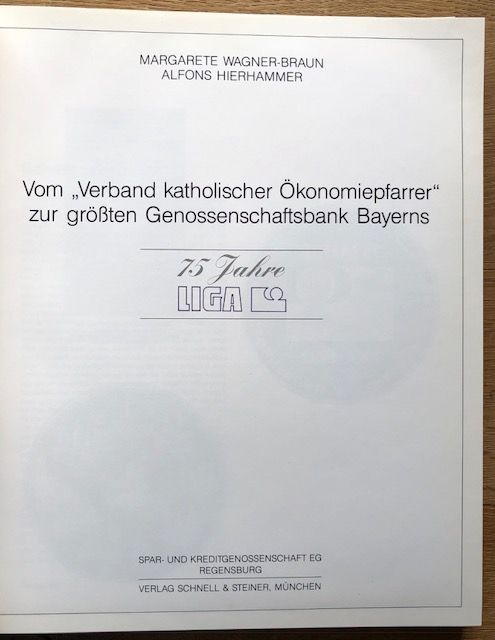 MARGARETE WAGNER-BRAUN
ALFONS HIERHAMMER
Vom „Verband katholischer Ökonomiepfarrer“
zur größten Genossenschaftsbank Bayerns
75 Jahre
LIGA
SPAR- UND KREDITGENOSSENSCHAFT EG
REGENSBURG
VERLAG SCHNELL & STEINER, MÜNCHEN